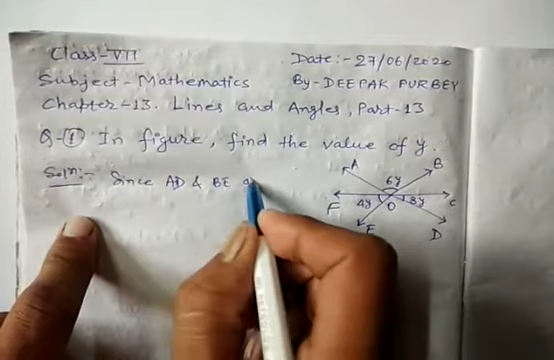 Class-VII
Date:-27/06/2020
Subject-Mathematics
By-DEEPAK PURBEY
Chapter-13. Lines and Angles, Part-13
Q-① In figure, find the value of y.
Soln:- Since AD & BE a
A
6y
B
F
4y
O
3y
C
E
D